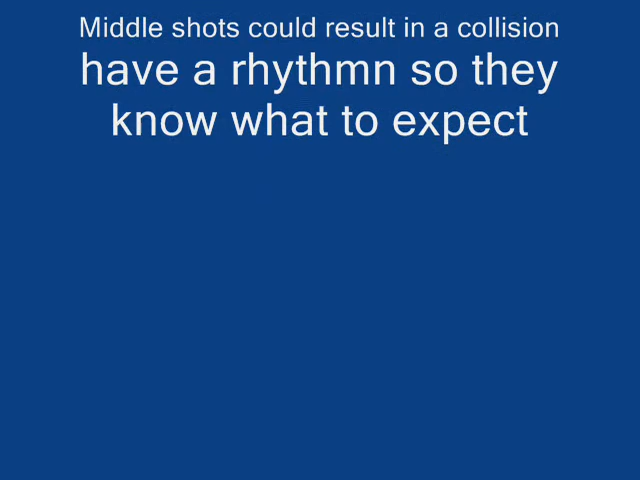 Middle shots could result in a collision
have a rhythmn so they
know what to expect